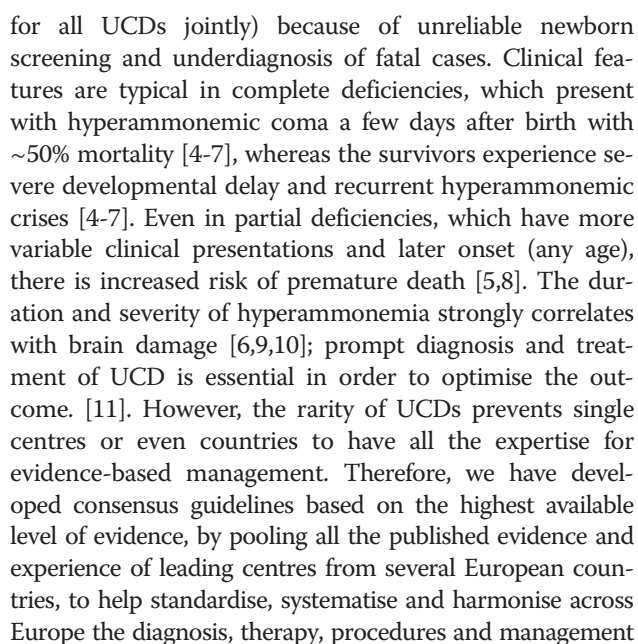 for all UCDs jointly) because of unreliable newborn
screening and underdiagnosis of fatal cases. Clinical fea-
tures are typical in complete deficiencies, which present
with hyperammonemic coma a few days after birth with
~50% mortality [4-7], whereas the survivors experience se-
vere developmental delay and recurrent hyperammonemic
crises [4-7]. Even in partial deficiencies, which have more
variable clinical presentations and later onset (any age),
there is increased risk of premature death [5,8]. The dur-
ation and severity of hyperammonemia strongly correlates
with brain damage [6,9,10]; prompt diagnosis and treat-
ment of UCD is essential in order to optimise the out-
come. [11]. However, the rarity of UCDs prevents single
centres or even countries to have all the expertise for
evidence-based management. Therefore, we have devel-
oped consensus guidelines based on the highest available
level of evidence, by pooling all the published evidence and
experience of leading centres from several European coun-
tries, to help standardise, systematise and harmonise across
Europe the diagnosis, therapy, procedures and management